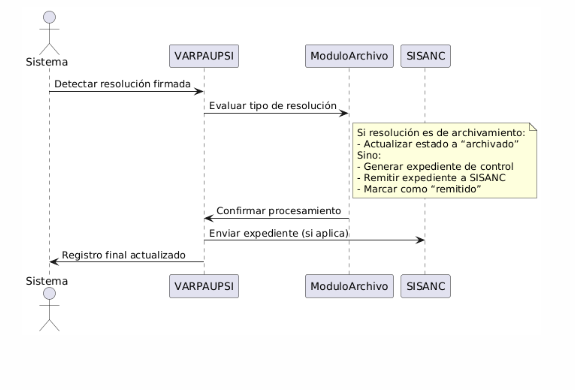 Sistema
VARPAUPSI
ModuloArchivo
SISANC
Detectar resolución firmada
Evaluar tipo de resolución
Si resolución es de archivamiento:
- Actualizar estado a “archivado”
Sino:
- Generar expediente de control
- Remitir expediente a SISANC
- Marcar como “remitido”
Confirmar procesamiento
Enviar expediente (si aplica)
Registro final actualizado
Sistema
VARPAUPSI
ModuloArchivo
SISANC